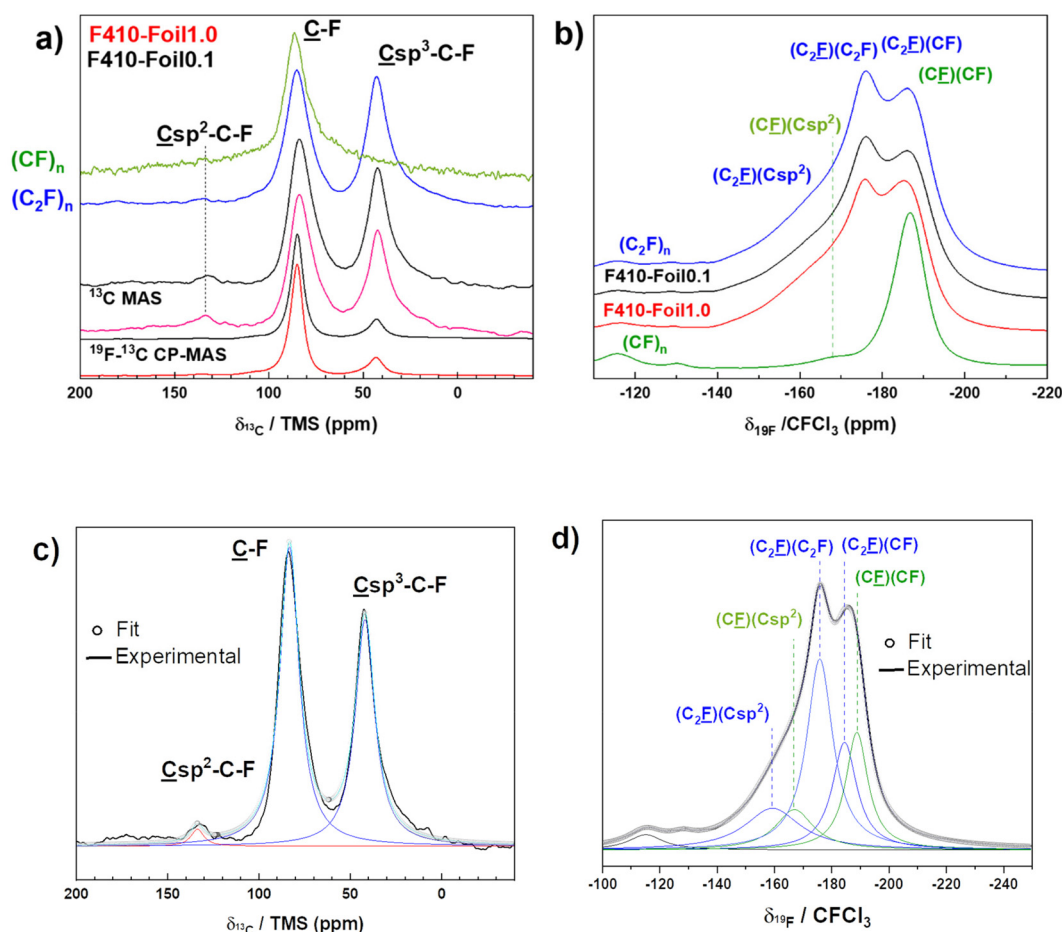 a)
F410-Foil1.0
F410-Foil0.1
C-F
Csp³-C-F
Csp²-C-F
(CF)n
(C₂F)n
¹³C MAS
¹⁹F-¹³C CP-MAS
200 150 100 50 0
δ¹³C / TMS (ppm)
b)
(C₂F)(C₂F) (C₂F)(CF)
(CF)(CF)
(CF)(Csp²)
(C₂F)(Csp²)
(C₂F)n
F410-Foil0.1
F410-Foil1.0
(CF)n
-120 -140 -160 -180 -200 -220
δ19F /CFCl₃ (ppm)
c)
C-F
Csp³-C-F
Fit
Experimental
Csp²-C-F
200 150 100 50 0
δ¹³C / TMS (ppm)
d)
(C₂F)(C₂F) (C₂F)(CF)
(CF)(CF)
(CF)(Csp²)
Fit
Experimental
(C₂F)(Csp²)
-100 -120 -140 -160 -180 -200 -220 -240
δ¹⁹F / CFCl₃